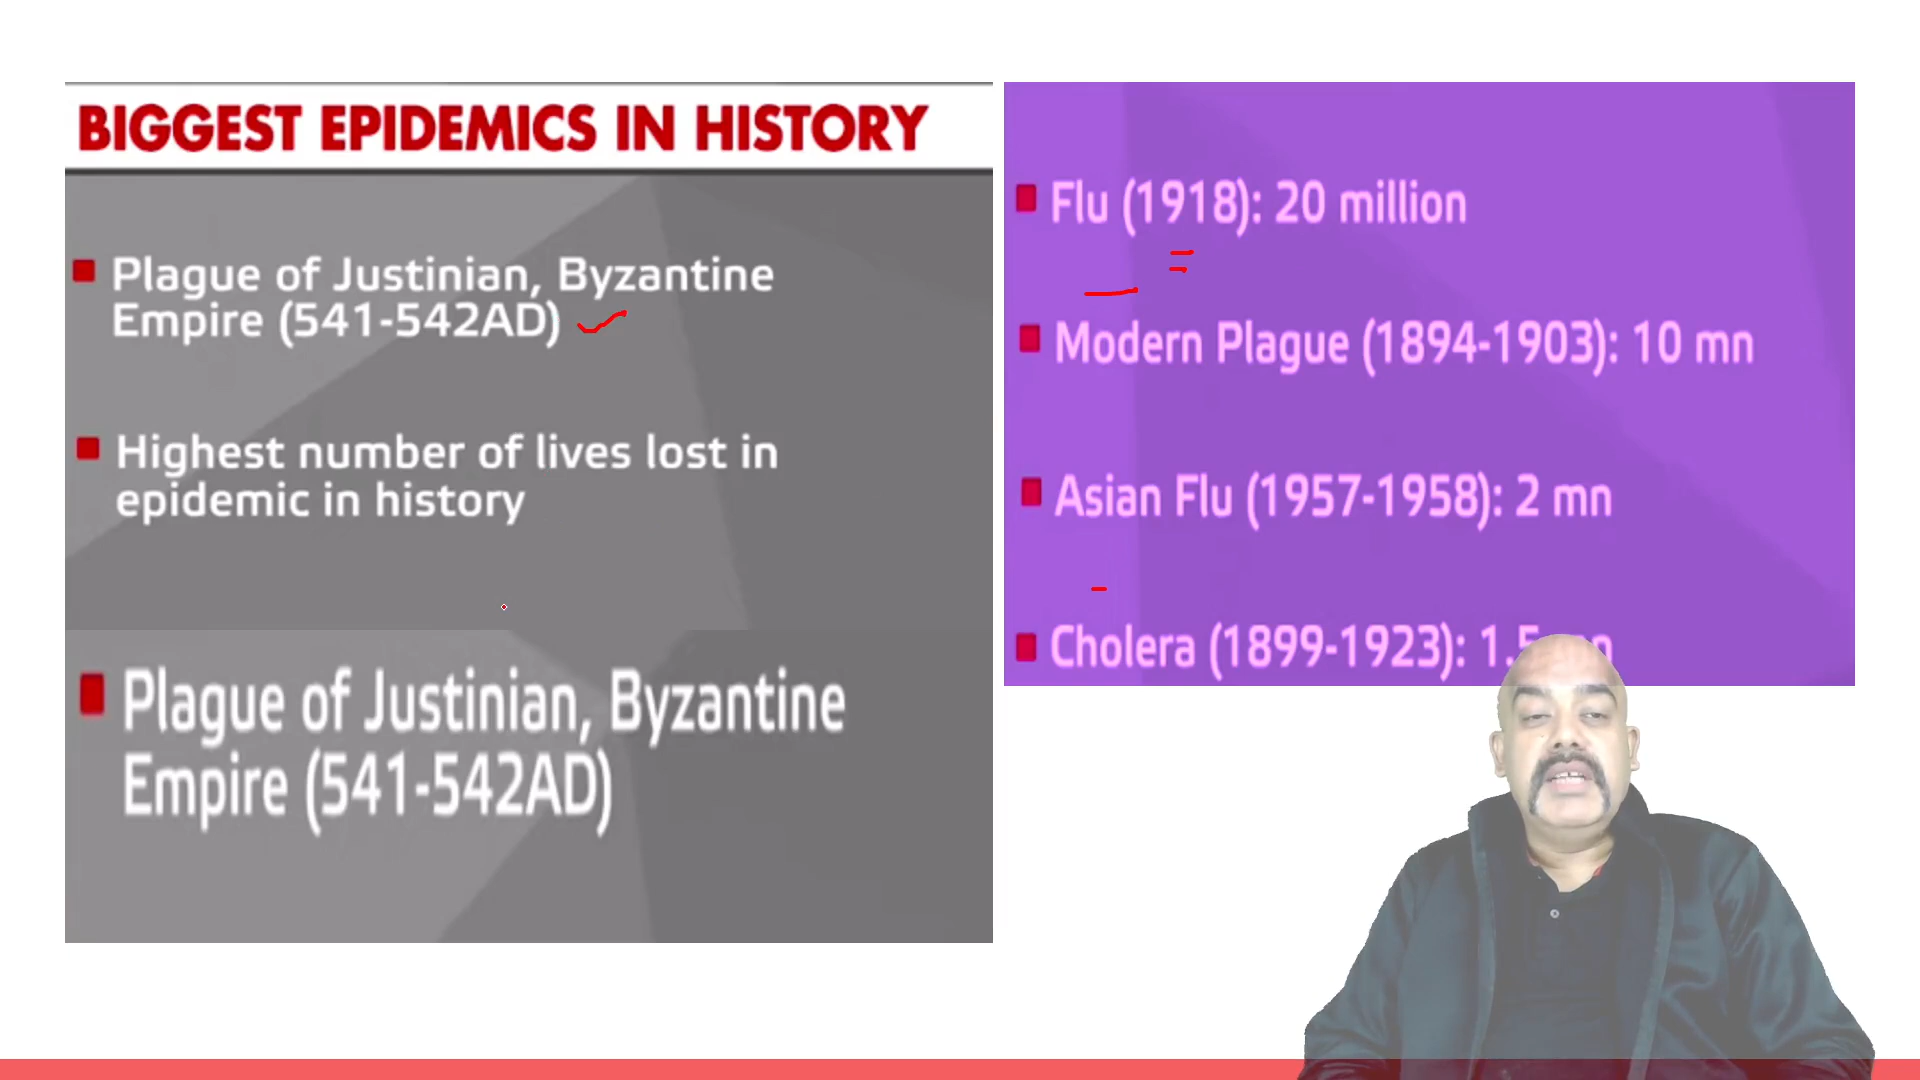 BIGGEST EPIDEMICS IN HISTORY
Plague of Justinian, Byzantine
Empire (541-542AD)
Highest number of lives lost in
epidemic in history
Plague of Justinian, Byzantine
Empire (541-542AD)
Flu (1918): 20 million
Modern Plague (1894-1903): 10 mn
Asian Flu (1957-1958): 2 mn
Cholera (1899-1923): 1.5